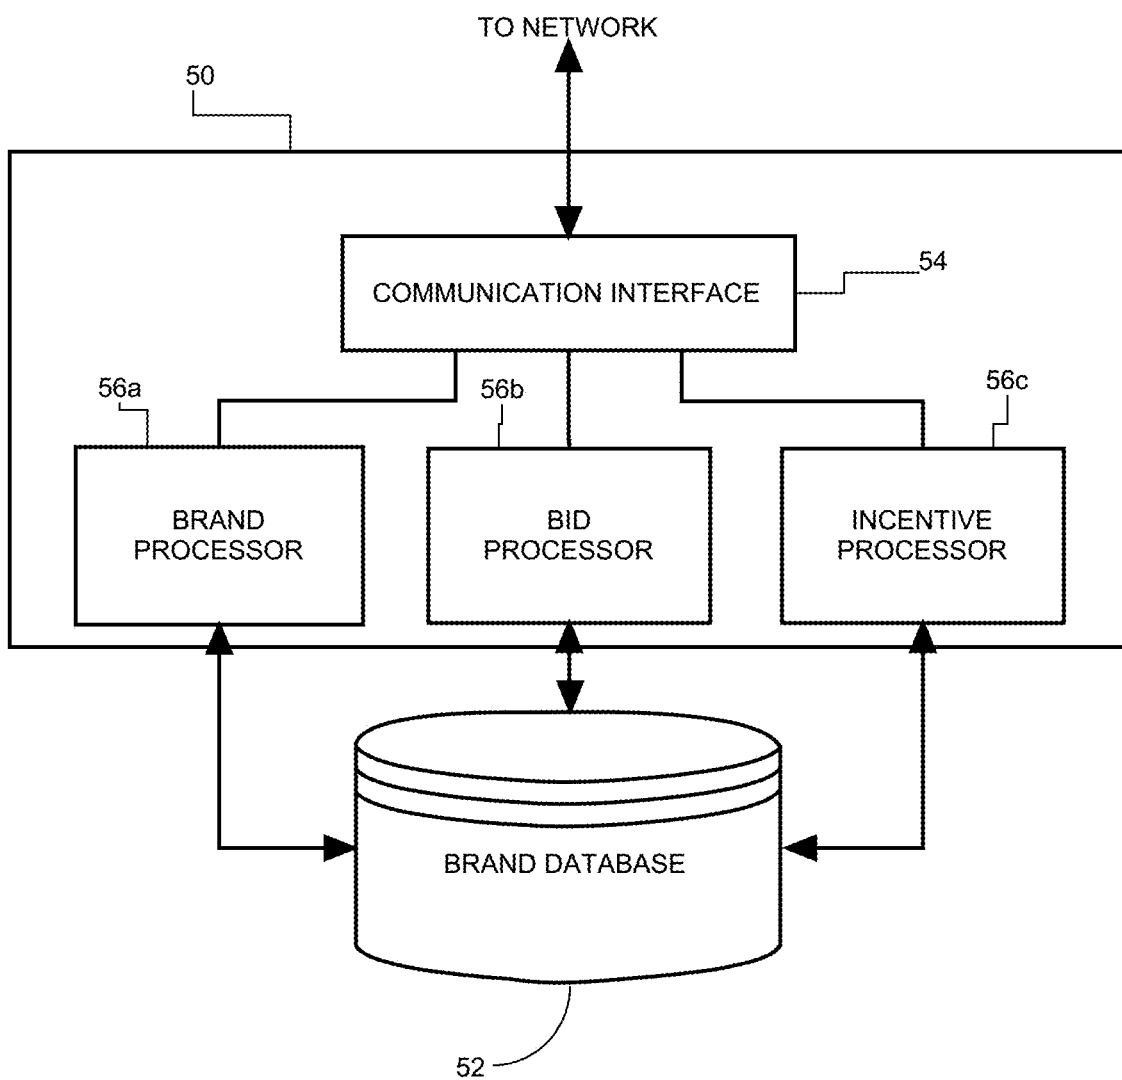 TO NETWORK
50
54
COMMUNICATION INTERFACE
56a
56b
56c
BRAND
PROCESSOR
BID
PROCESSOR
INCENTIVE
PROCESSOR
BRAND DATABASE
52